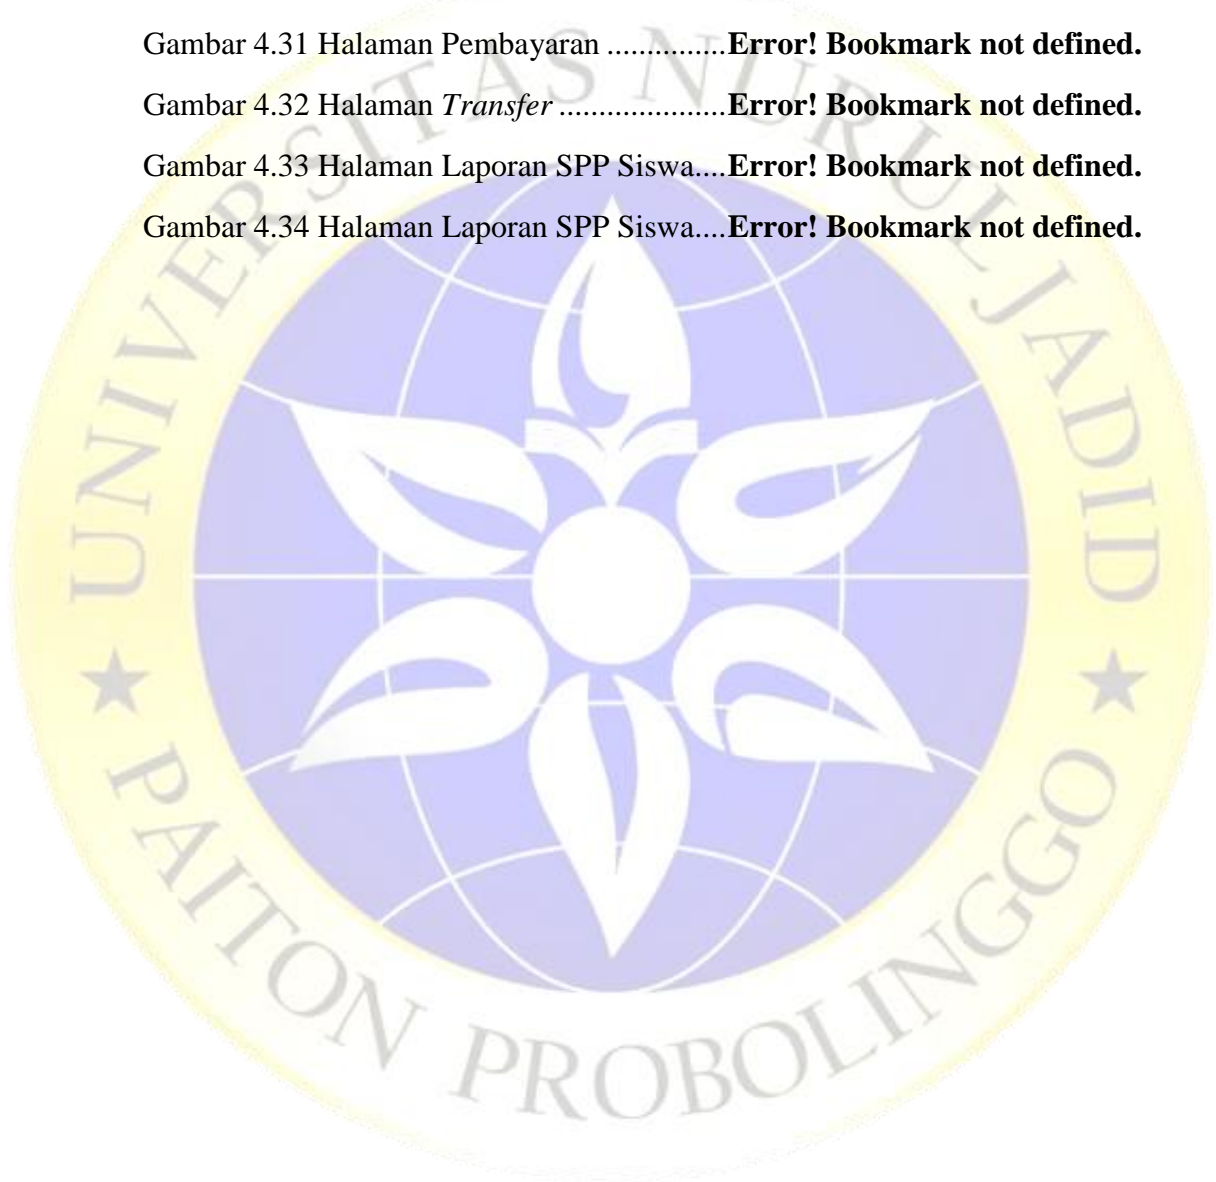 Gambar 4.31 Halaman Pembayaran ..............Error! Bookmark not defined.
Gambar 4.32 Halaman Transfer .....................Error! Bookmark not defined.
Gambar 4.33 Halaman Laporan SPP Siswa....Error! Bookmark not defined.
Gambar 4.34 Halaman Laporan SPP Siswa....Error! Bookmark not defined.
UNIVERSITAS NURUL JADID
★ PAITON PROBOLINGGO ★